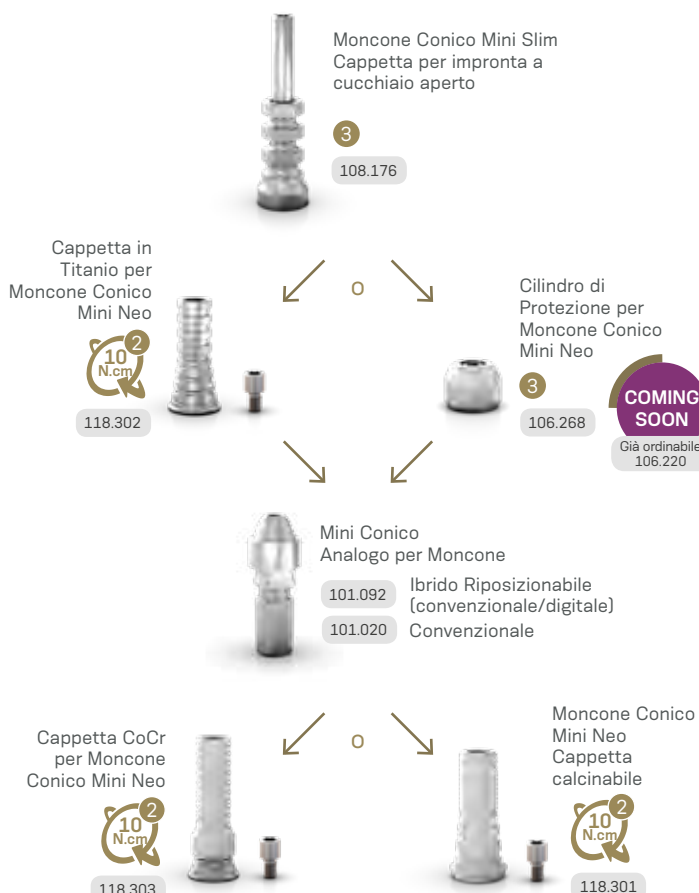 Moncone Conico Mini Slim
Cappetta per impronta a
cucchiaio aperto
3
108.176
Cappetta in
Titanio per
Moncone Conico
Mini Neo
2
10
N.cm
118.302
O
Cilindro di
Protezione per
Moncone Conico
Mini Neo
3
106.268
COMING
SOON
Già ordinabile
106.220
Mini Conico
Analogo per Moncone
101.092 Ibrido Riposizionabile
(convenzionale/digitale)
101.020 Convenzionale
Cappetta CoCr
per Moncone
Conico Mini Neo
2
10
N.cm
118.303
O
Moncone Conico
Mini Neo
Cappetta
calcinabile
2
10
N.cm
118.301